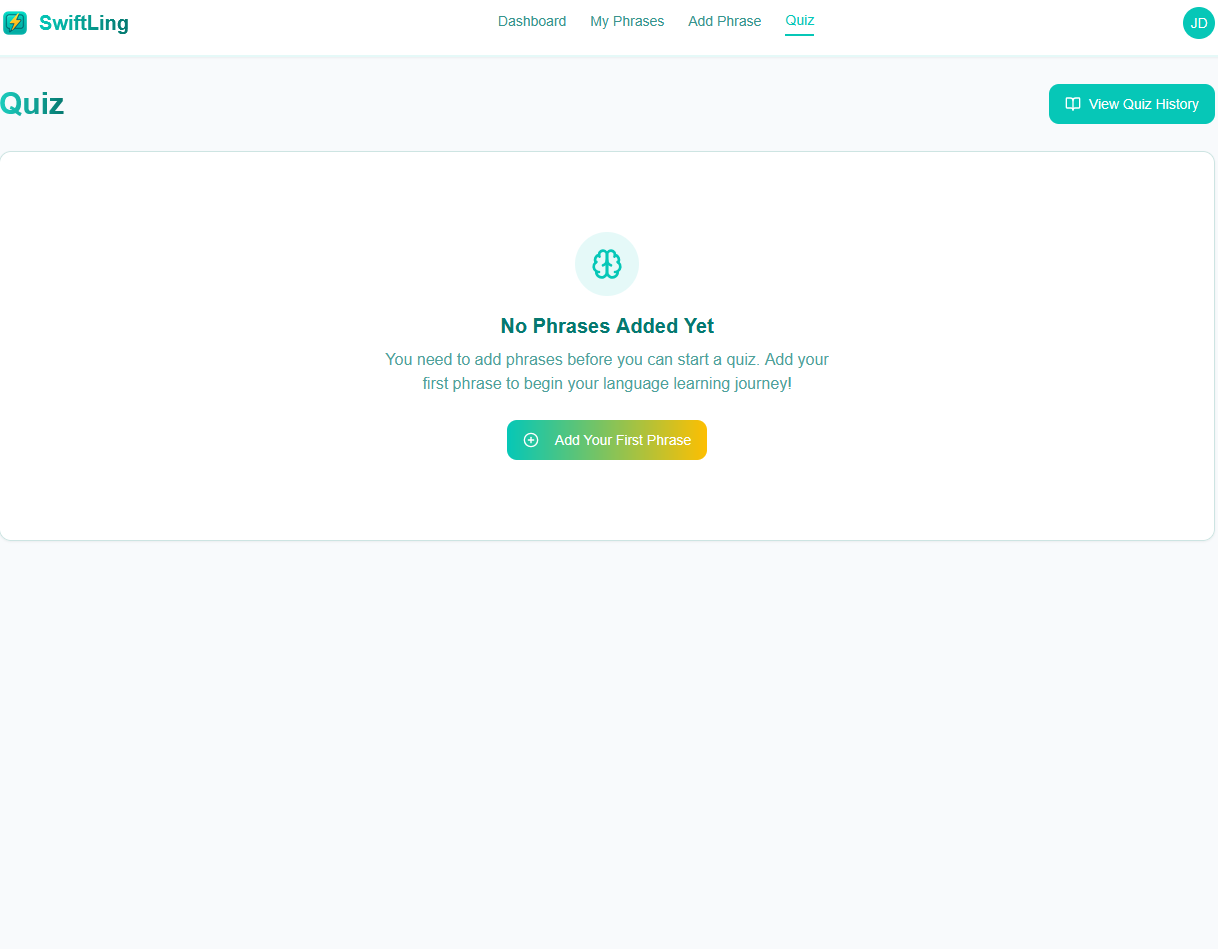 SwiftLing
Dashboard
My Phrases
Add Phrase
Quiz
JD
Quiz
View Quiz History
No Phrases Added Yet
You need to add phrases before you can start a quiz. Add your
first phrase to begin your language learning journey!
Add Your First Phrase